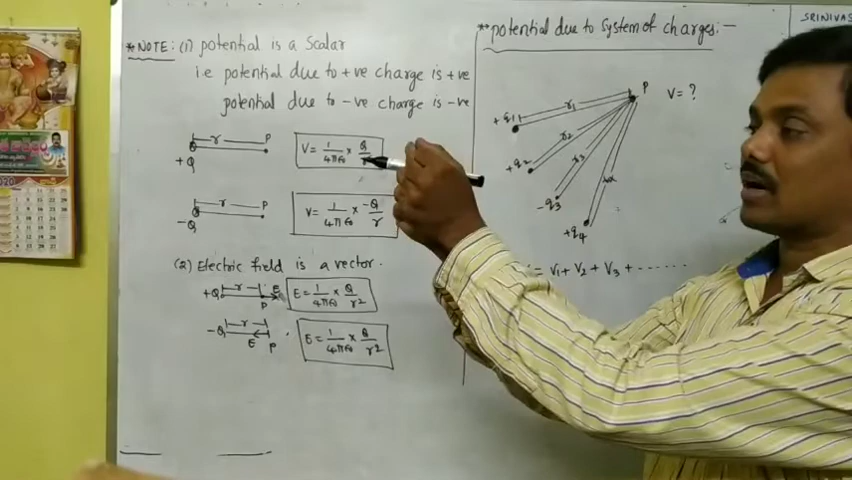 *NOTE: (1) potential is a Scalar
i.e potential due to +ve charge is +ve
potential due to -ve charge is -ve
r P
+Q
V = 1/4πε₀ × Q/r
r P
-Q
V = 1/4πε₀ × -Q/r
(2) Electric field is a vector.
+Q r E
P
E = 1/4πε₀ × Q/r²
-Q r
E P
E = 1/4πε₀ × Q/r²
*potential due to System of charges:-
P V = ?
+q1 r1
+q2 r2
-q3 r3
+q4
= V1 + V2 + V3 + ------
SRINIVAS
2020